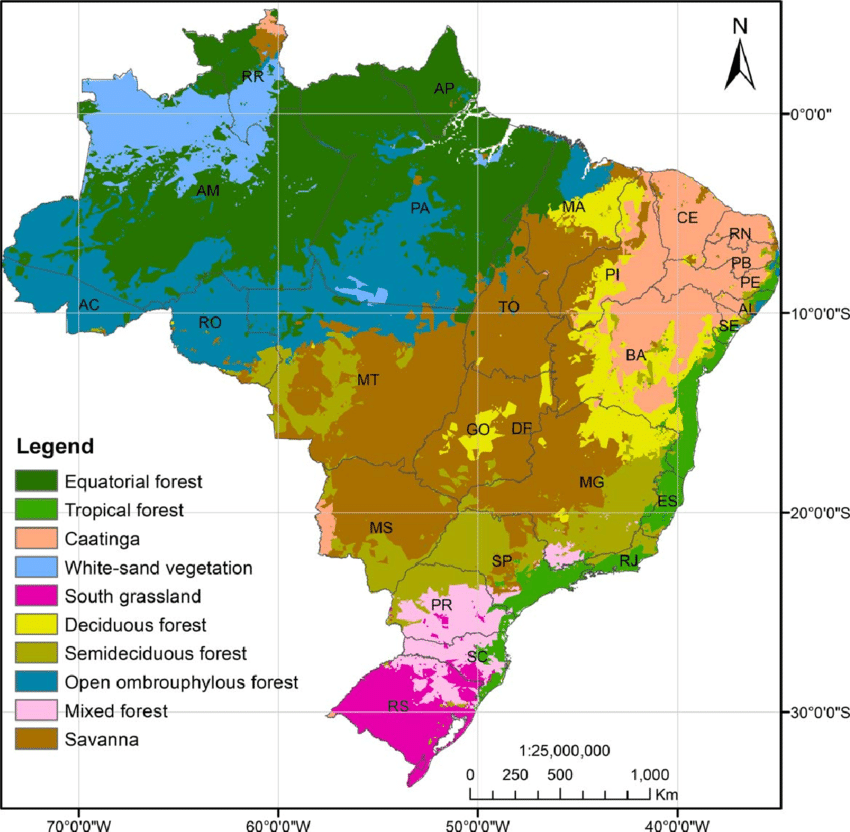 N
RR
AP
0°0'0"
AM
PA
MA
CE
RN
PB
PE
PI
AL
AC
RO
TO
SE
10°0'0"S
BA
MT
GO
DF
MG
ES
20°0'0"S
MS
SP
RJ
PR
SC
RS
30°0'0"S
Legend
Equatorial forest
Tropical forest
Caatinga
White-sand vegetation
South grassland
Deciduous forest
Semideciduous forest
Open ombrouphylous forest
Mixed forest
Savanna
1:25,000,000
0 250 500 1,000
Km
70°0'0"W 60°0'0"W 50°0'0"W 40°0'0"W